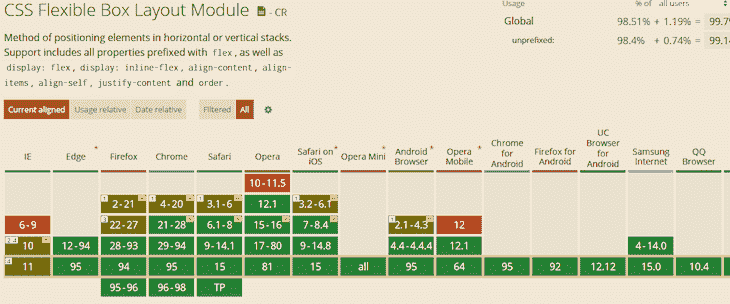 CSS Flexible Box Layout Module - CR
Usage % of all users
Global 98.51% + 1.19% =
unprefixed: 98.4% + 0.74% =
Method of positioning elements in horizontal or vertical stacks.
Support includes all properties prefixed with flex, as well as
display: flex, display: inline-flex, align-content, align-
items, align-self, justify-content and order.
Current aligned Usage relative Date relative Filtered All
IE Edge * Firefox Chrome Safari Opera Safari on iOS * Opera Mini * Android Browser * Opera Mobile * Chrome for Android Firefox for Android UC Browser for Android Samsung Internet QQ Browser
10-11.5
2-21 4-20 3.1-6 12.1 3.2-6.1
6-9 22-27 21-28 6.1-8 15-16 7-8.4 2.1-4.3 12
10 12-94 28-93 29-94 9-14.1 17-80 9-14.8 4.4-4.4.4 12.1 4-14.0
11 95 94 95 15 81 15 all 95 64 95 92 12.12 15.0 10.4
95-96 96-98 TP